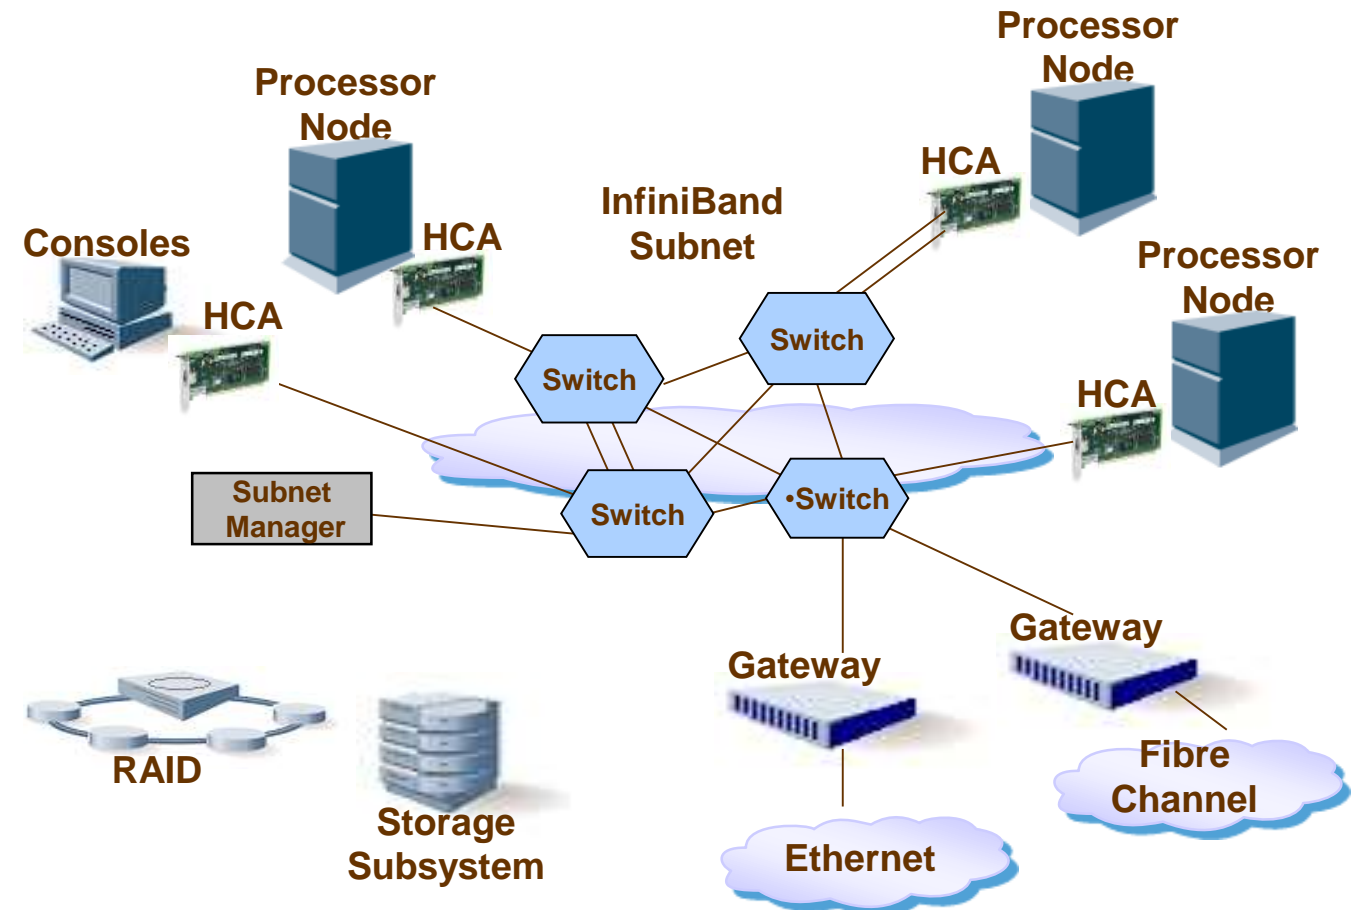 Processor
Node
Processor
Node
HCA
InfiniBand
Subnet
HCA
Consoles
Processor
Node
HCA
Switch
Switch
HCA
Subnet
Manager
Switch
•Switch
Gateway
Gateway
RAID
Fibre
Channel
Storage
Subsystem
Ethernet